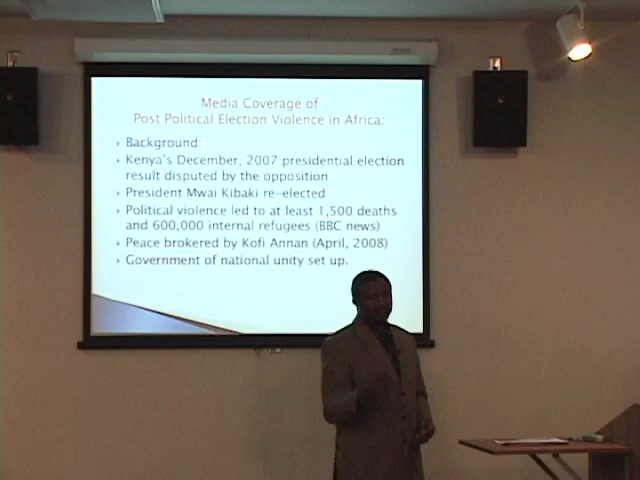 Media Coverage of
Post Political Election Violence in Africa:
Background:
Kenya's December, 2007 presidential election
result disputed by the opposition
President Mwai Kibaki re-elected
Political violence led to at least 1,500 deaths
and 600,000 internal refugees (BBC news)
Peace brokered by Kofi Annan (April, 2008)
Government of national unity set up.